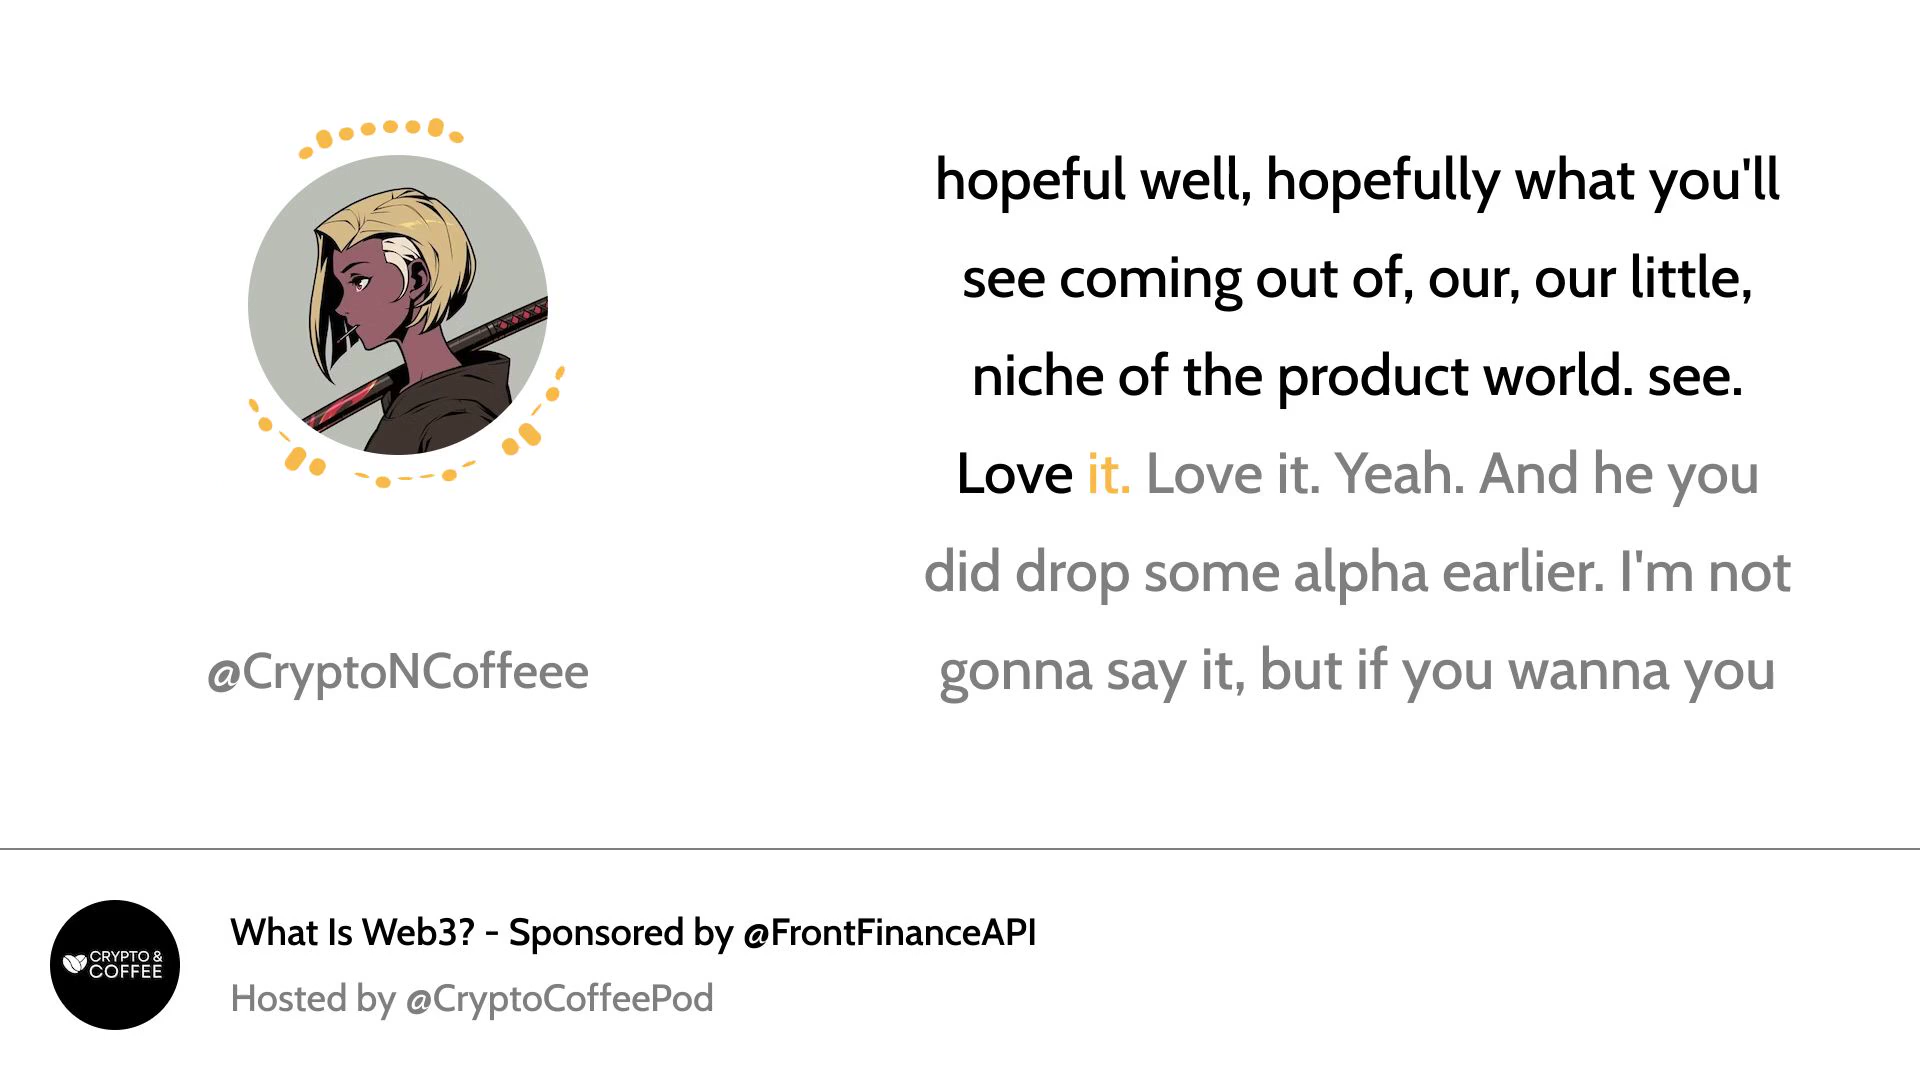 hopeful well, hopefully what you'll
see coming out of, our, our little,
niche of the product world. see.
Love it. Love it. Yeah. And he you
did drop some alpha earlier. I'm not
gonna say it, but if you wanna you
@CryptoNCoffeee
CRYPTO &
COFFEE
What Is Web3? - Sponsored by @FrontFinanceAPI
Hosted by @CryptoCoffeePod